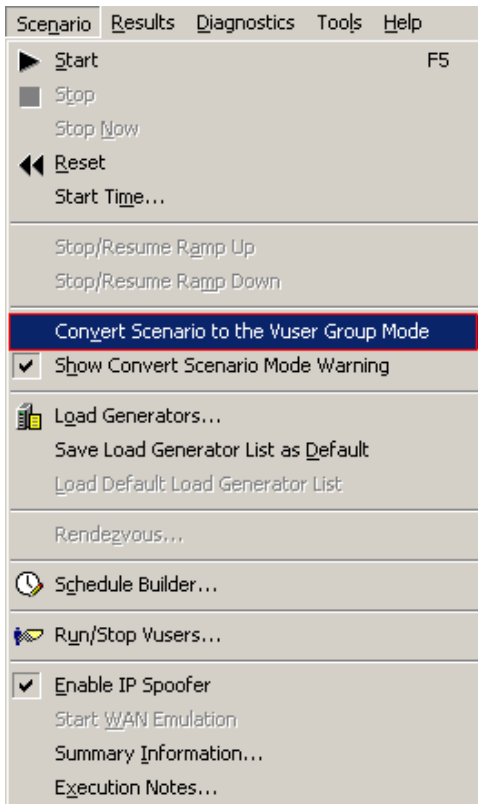 Scenario Results Diagnostics Tools Help
Start F5
Stop
Stop Now
Reset
Start Time...
Stop/Resume Ramp Up
Stop/Resume Ramp Down
Convert Scenario to the Vuser Group Mode
Show Convert Scenario Mode Warning
Load Generators...
Save Load Generator List as Default
Load Default Load Generator List
Rendezvous...
Schedule Builder...
Run/Stop Vusers...
Enable IP Spoofer
Start WAN Emulation
Summary Information...
Execution Notes...